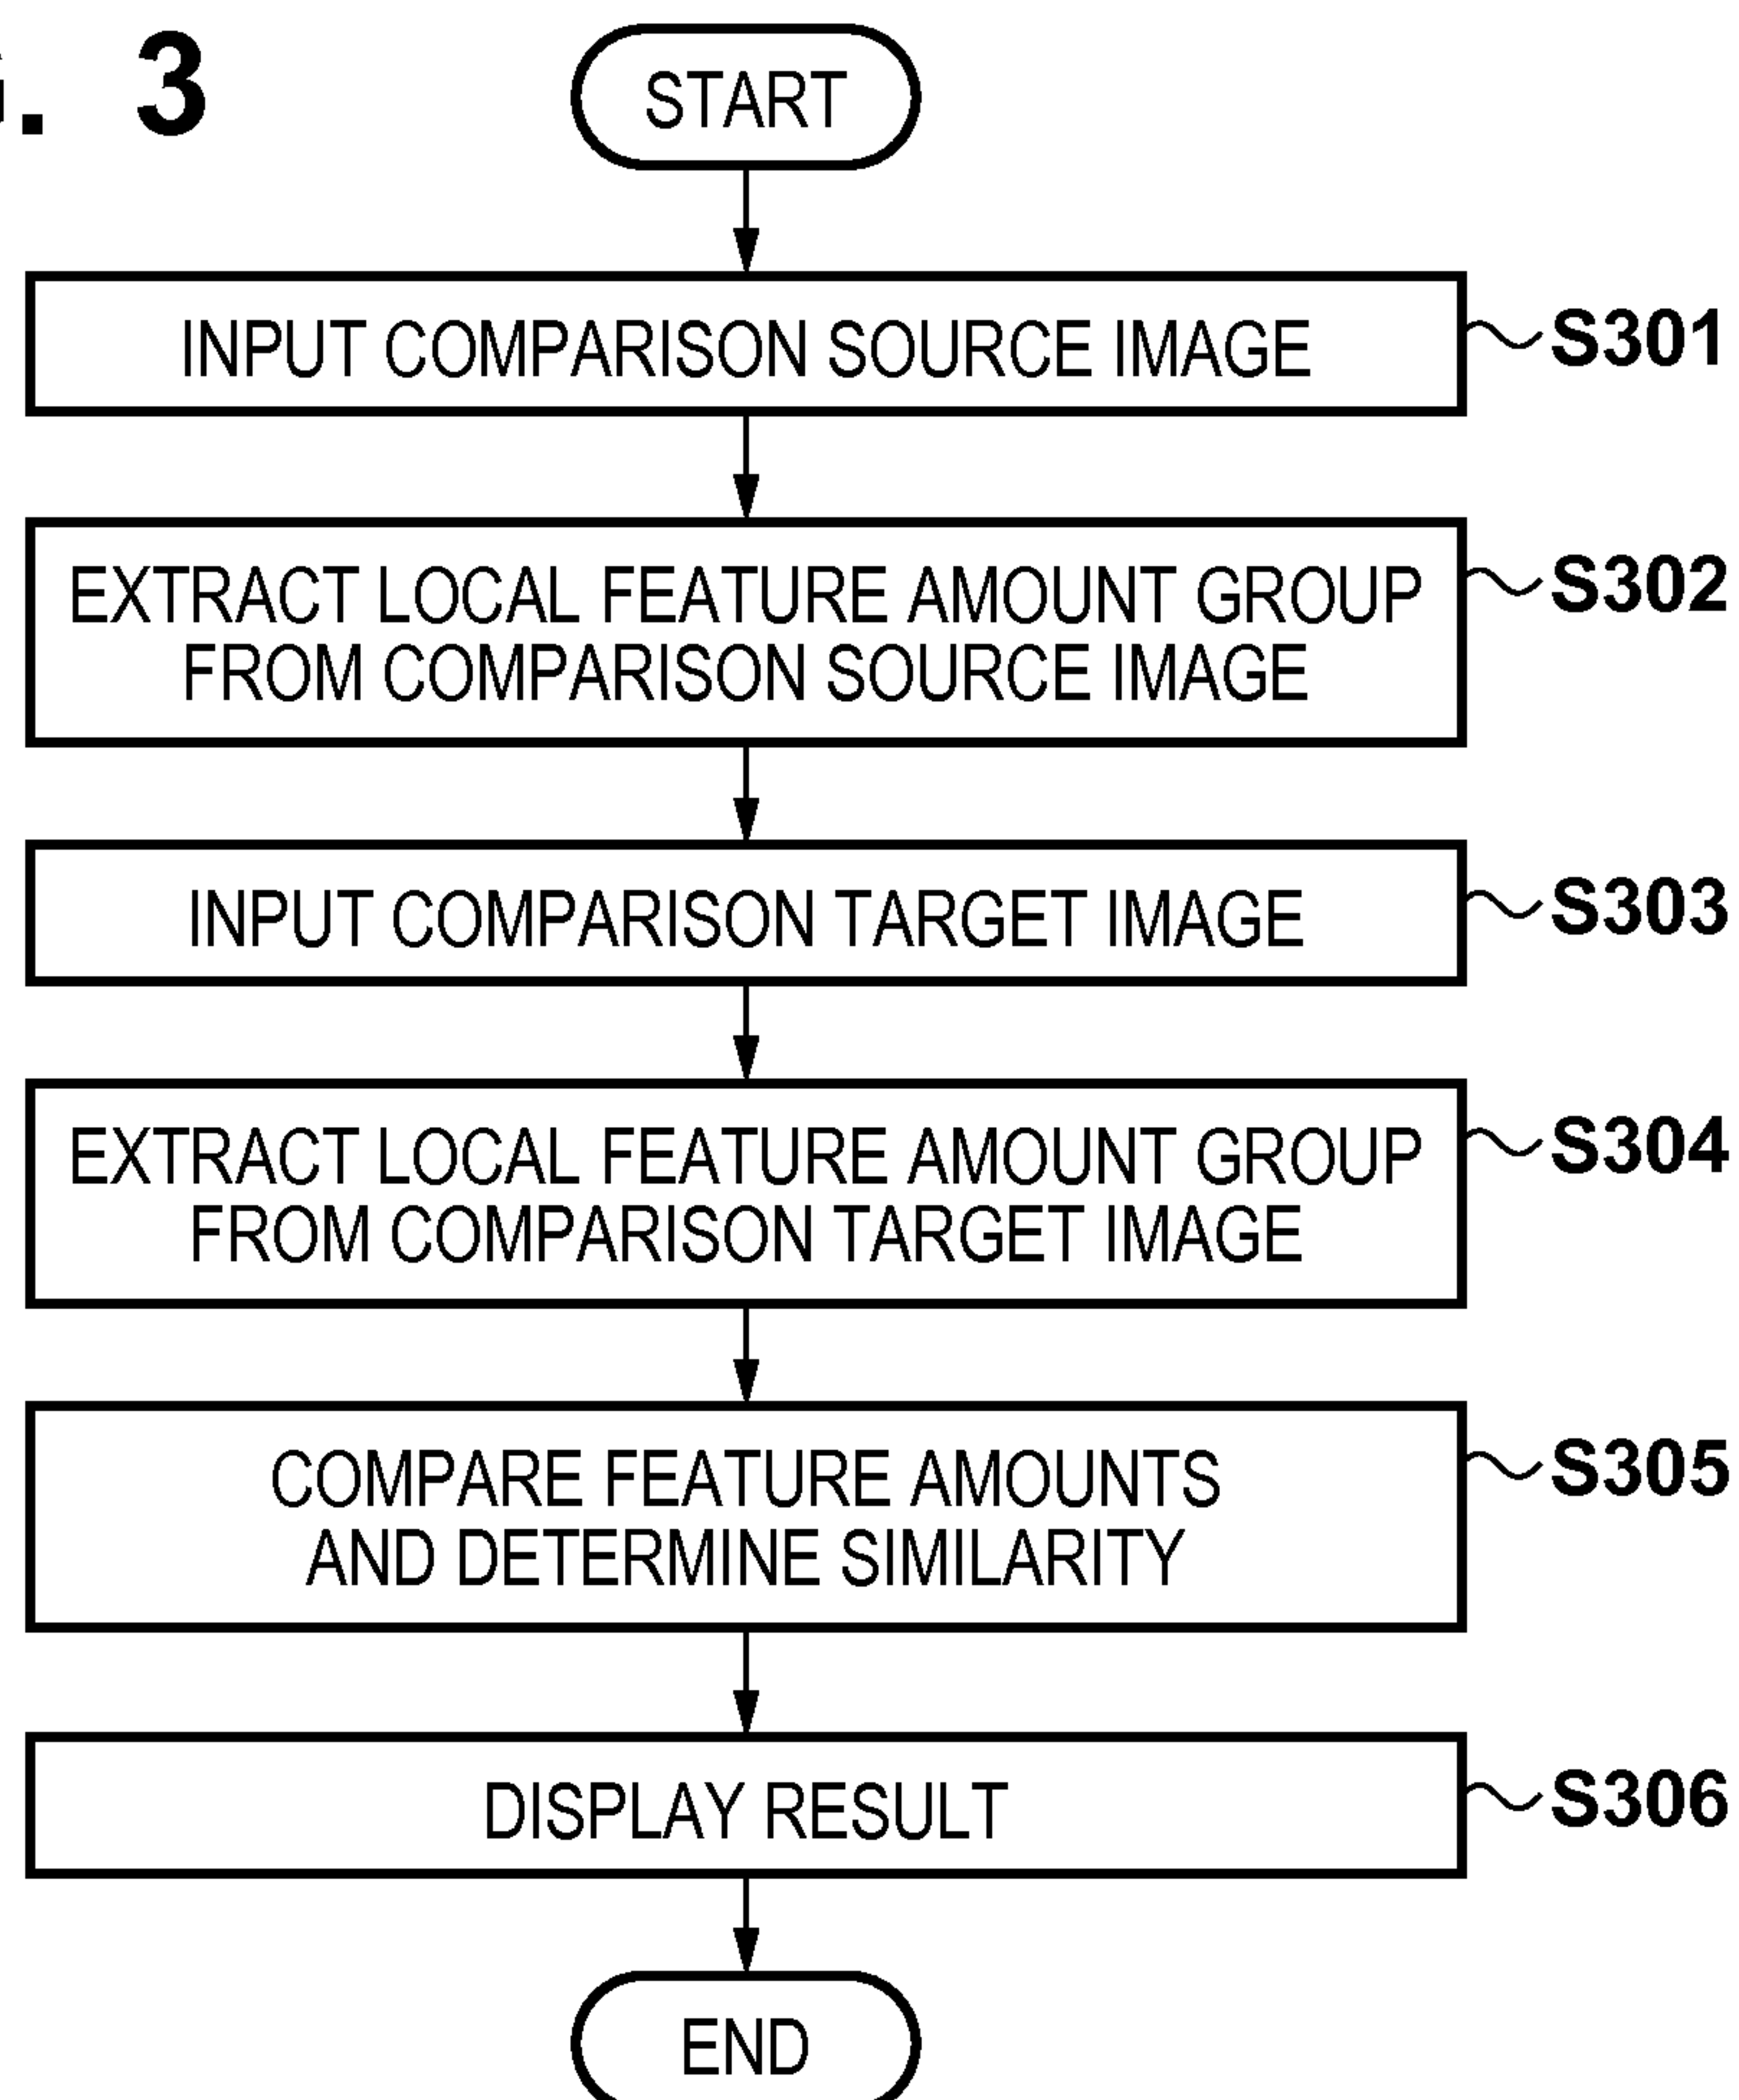 . 3
START
INPUT COMPARISON SOURCE IMAGE
S301
EXTRACT LOCAL FEATURE AMOUNT GROUP
FROM COMPARISON SOURCE IMAGE
S302
INPUT COMPARISON TARGET IMAGE
S303
EXTRACT LOCAL FEATURE AMOUNT GROUP
FROM COMPARISON TARGET IMAGE
S304
COMPARE FEATURE AMOUNTS
AND DETERMINE SIMILARITY
S305
DISPLAY RESULT
S306
END